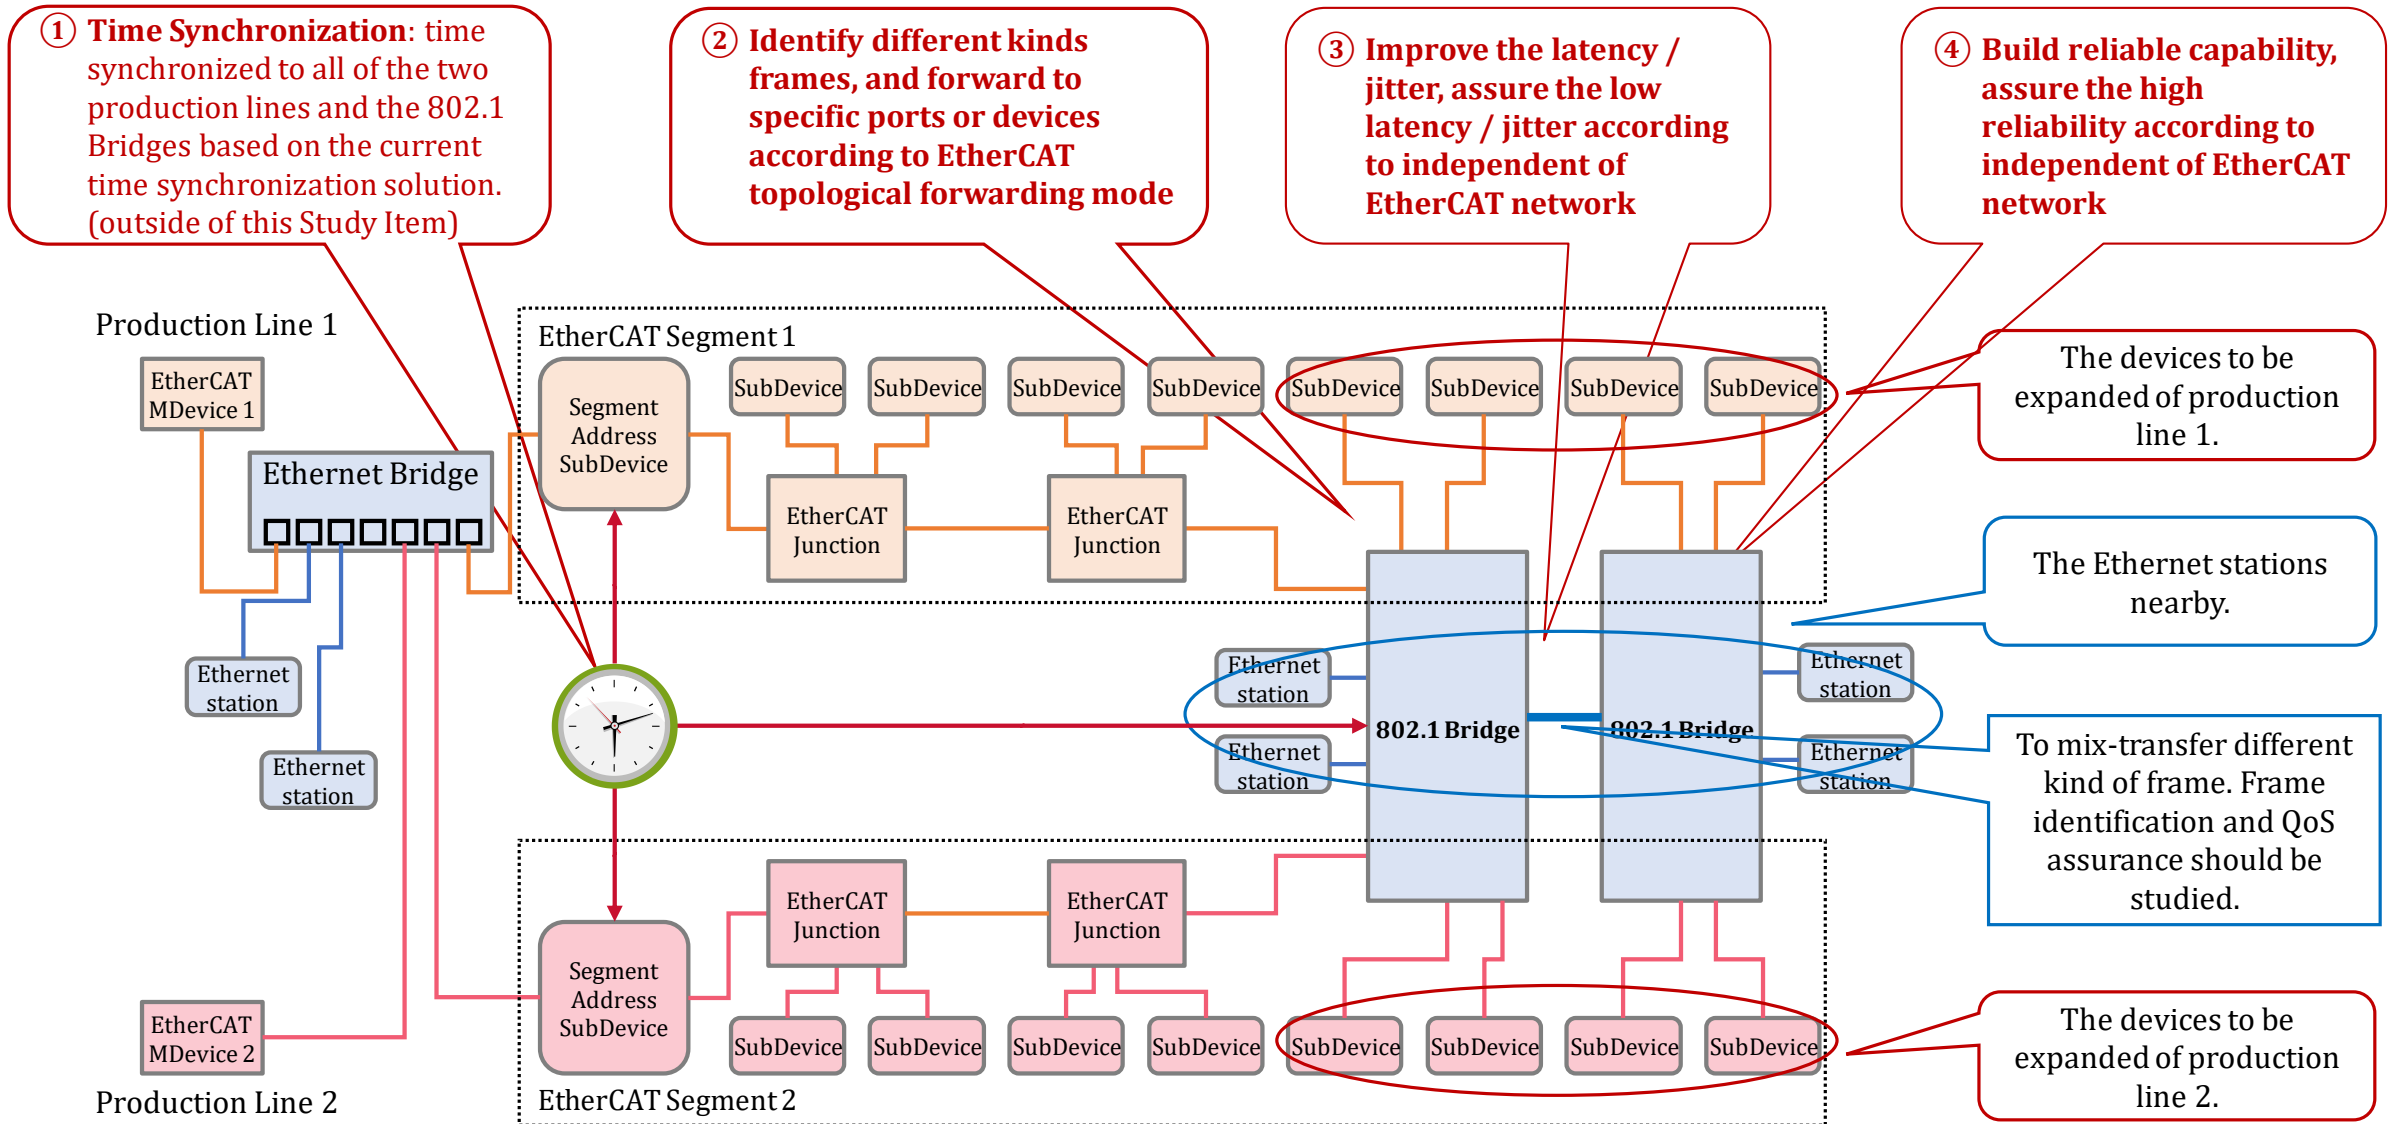 ① Time Synchronization: time
synchronized to all of the two
production lines and the 802.1
Bridges based on the current
time synchronization solution.
(outside of this Study Item)
② Identify different kinds
frames, and forward to
specific ports or devices
according to EtherCAT
topological forwarding mode
③ Improve the latency /
jitter, assure the low
latency / jitter according
to independent of
EtherCAT network
④ Build reliable capability,
assure the high
reliability according to
independent of EtherCAT
network
Production Line 1
EtherCAT
MDevice 1
Ethernet Bridge
Ethernet
station
Ethernet
station
EtherCAT Segment 1
Segment
Address
SubDevice
SubDevice
SubDevice
SubDevice
SubDevice
SubDevice
SubDevice
SubDevice
SubDevice
EtherCAT
Junction
EtherCAT
Junction
The devices to be
expanded of production
line 1.
The Ethernet stations
nearby.
Ethernet
station
Ethernet
station
802.1 Bridge
802.1 Bridge
Ethernet
station
Ethernet
station
To mix-transfer different
kind of frame. Frame
identification and QoS
assurance should be
studied.
EtherCAT
Junction
EtherCAT
Junction
Segment
Address
SubDevice
SubDevice
SubDevice
SubDevice
SubDevice
SubDevice
SubDevice
SubDevice
SubDevice
EtherCAT Segment 2
EtherCAT
MDevice 2
Production Line 2
The devices to be
expanded of production
line 2.